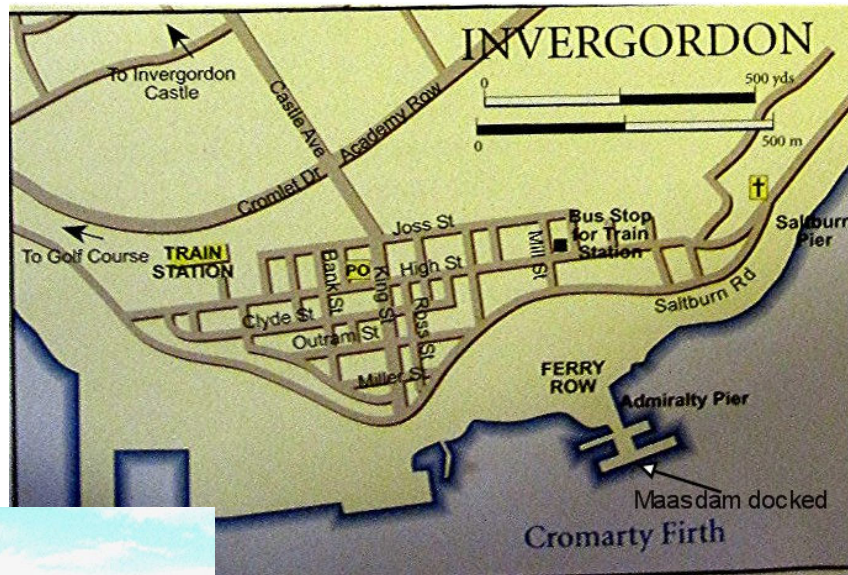 INVERGORDON
0
500 yds
0
500 m
To Invergordon
Castle
Castle Ave
Academy Row
Cromlet Dr
To Golf Course
TRAIN
STATION
Joss St
Bank St
PO
King St
High St
Ross St
Mill St
Bus Stop
for Train
Station
Saltburn
Pier
Saltburn Rd
Clyde St
Outram St
Miller St
FERRY
ROW
Admiralty Pier
Maasdam docked
Cromarty Firth